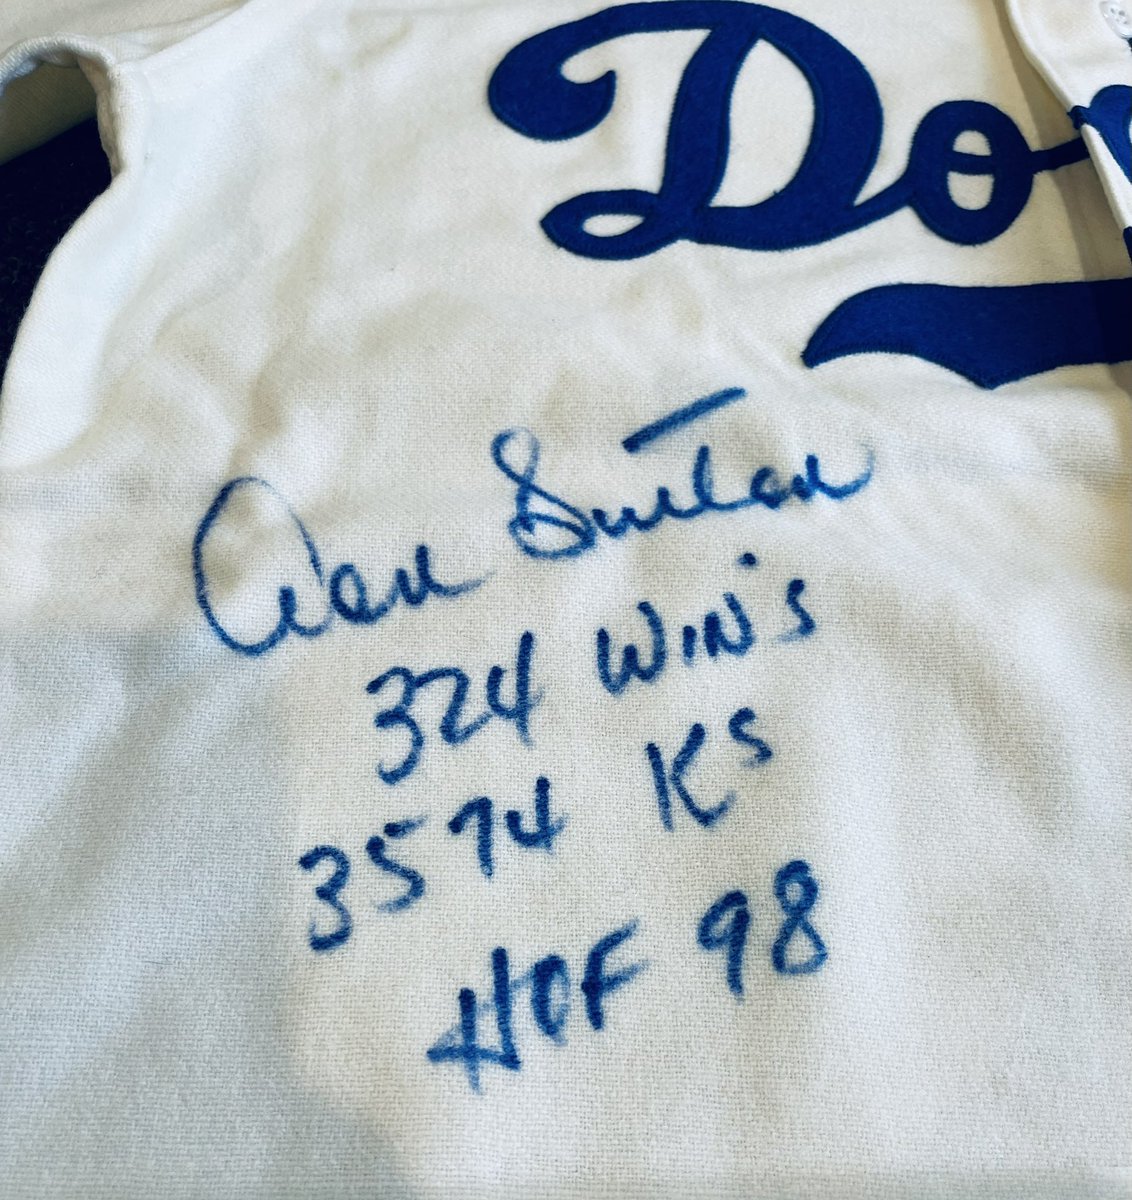 Do
Don Sutton
324 WIN's
3574 Ks
HOF 98